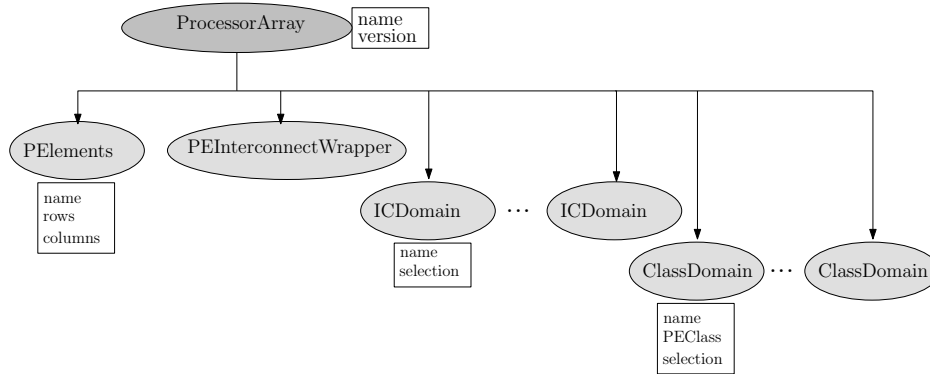 ProcessorArray
name
version
PElements
PEInterconnectWrapper
name
rows
columns
ICDomain ... ICDomain
name
selection
ClassDomain ... ClassDomain
name
PEClass
selection